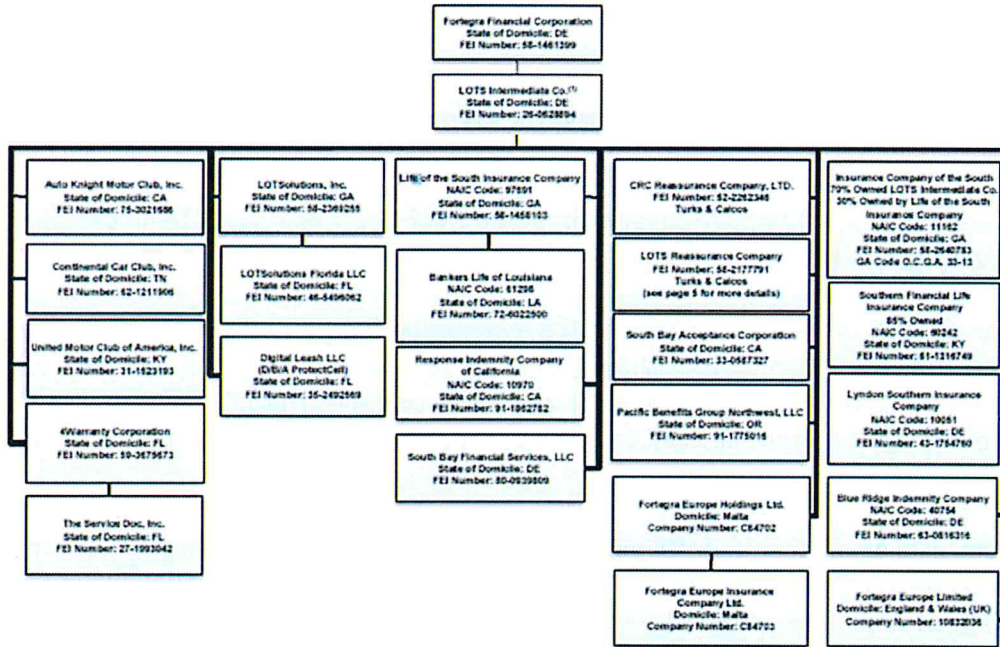 Fortegra Financial Corporation
State of Domicile: DE
FEI Number: 58-1461399
LOTS Intermediate Co.(1)
State of Domicile: DE
FEI Number: 26-0628894
Auto Knight Motor Club, Inc.
State of Domicile: CA
FEI Number: 75-3021686
Continental Car Club, Inc.
State of Domicile: TN
FEI Number: 62-1211906
United Motor Club of America, Inc.
State of Domicile: KY
FEI Number: 31-1523193
4Warranty Corporation
State of Domicile: FL
FEI Number: 59-3675673
The Service Doc, Inc.
State of Domicile: FL
FEI Number: 27-1993042
LOTSolutions, Inc.
State of Domicile: GA
FEI Number: 58-2369255
LOTSolutions Florida LLC
State of Domicile: FL
FEI Number: 46-5496062
Digital Leash LLC
(D/B/A ProtectCell)
State of Domicile: FL
FEI Number: 35-2492569
Life of the South Insurance Company
NAIC Code: 97691
State of Domicile: GA
FEI Number: 58-1458103
Bankers Life of Louisiana
NAIC Code: 61298
State of Domicile: LA
FEI Number: 72-6022500
Response Indemnity Company
of California
NAIC Code: 10970
State of Domicile: CA
FEI Number: 91-1862782
South Bay Financial Services, LLC
State of Domicile: DE
FEI Number: 80-0939809
CRC Reassurance Company, LTD.
FEI Number: 52-2262346
Turks & Calcos
LOTS Reassurance Company
FEI Number: 58-2177791
Turks & Calcos
(see page 5 for more details)
South Bay Acceptance Corporation
State of Domicile: CA
FEI Number: 33-0587327
Pacific Benefits Group Northwest, LLC
State of Domicile: OR
FEI Number: 91-1775016
Fortegra Europe Holdings Ltd.
Domicile: Malta
Company Number: C84702
Fortegra Europe Insurance
Company Ltd.
Domicile: Malta
Company Number: C84703
Insurance Company of the South
70% Owned LOTS Intermediate Co.
30% Owned by Life of the South
Insurance Company
NAIC Code: 11162
State of Domicile: GA
FEI Number: 58-2640783
GA Code O.C.G.A. 33-13
Southern Financial Life
Insurance Company
85% Owned
NAIC Code: 60242
State of Domicile: KY
FEI Number: 61-1316749
Lyndon Southern Insurance
Company
NAIC Code: 10051
State of Domicile: DE
FEI Number: 43-1754760
Blue Ridge Indemnity Company
NAIC Code: 40754
State of Domicile: DE
FEI Number: 63-0816316
Fortegra Europe Limited
Domicile: England & Wales (UK)
Company Number: 10832036